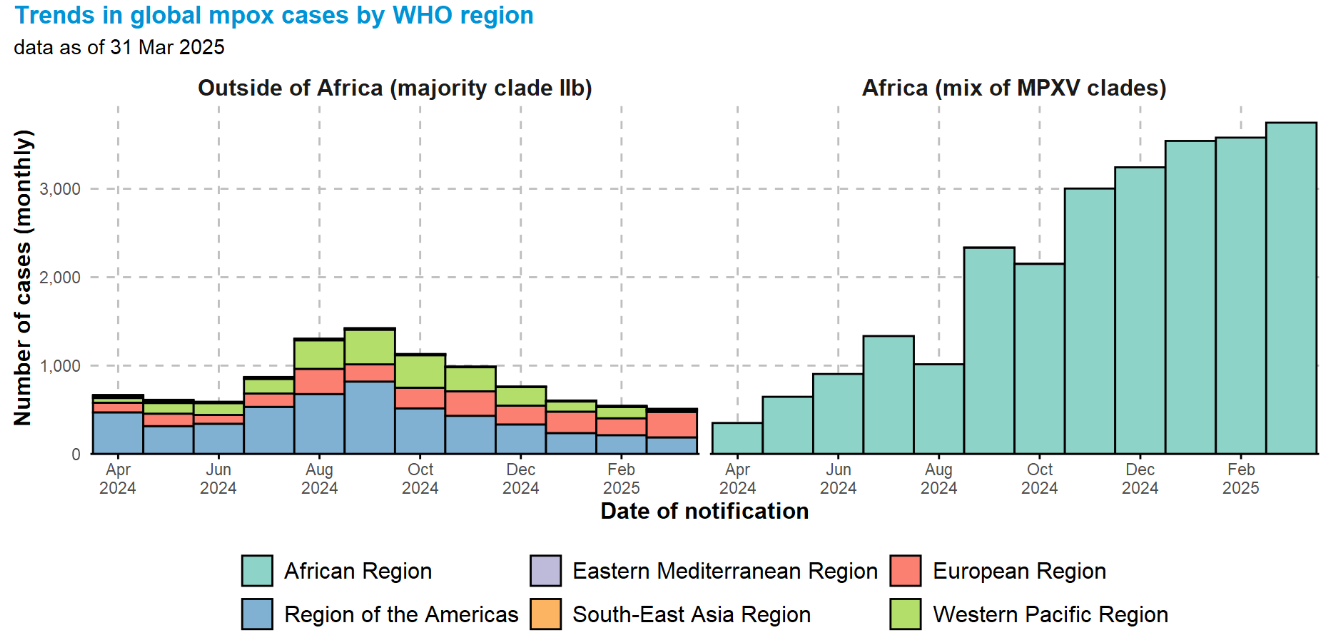 Trends in global mpox cases by WHO region
data as of 31 Mar 2025
Outside of Africa (majority clade IIb)
Africa (mix of MPXV clades)
Number of cases (monthly)
3,000
2,000
1,000
0
Apr Jun Aug Oct Dec Feb
2024 2024 2024 2024 2024 2025
Apr Jun Aug Oct Dec Feb
2024 2024 2024 2024 2024 2025
Date of notification
African Region Eastern Mediterranean Region European Region
Region of the Americas South-East Asia Region Western Pacific Region